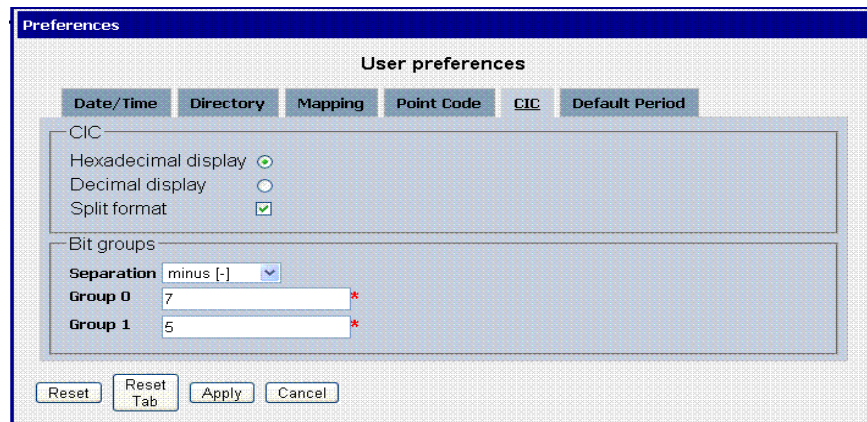 Preferences
User preferences
Date/Time Directory Mapping Point Code CIC Default Period
CIC
Hexadecimal display
Decimal display
Split format
Bit groups
Separation minus [-]
Group 0 7 *
Group 1 5 *
Reset Reset Tab Apply Cancel